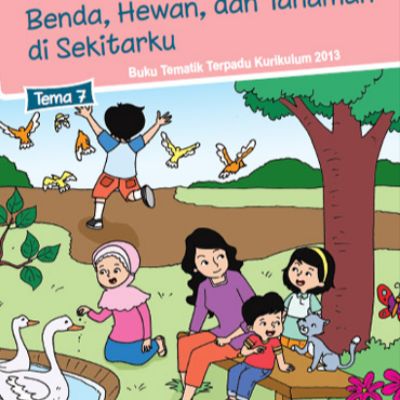 Benda, Hewan, dan Tanaman
di Sekitarku
Buku Tematik Terpadu Kurikulum 2013
Tema 7